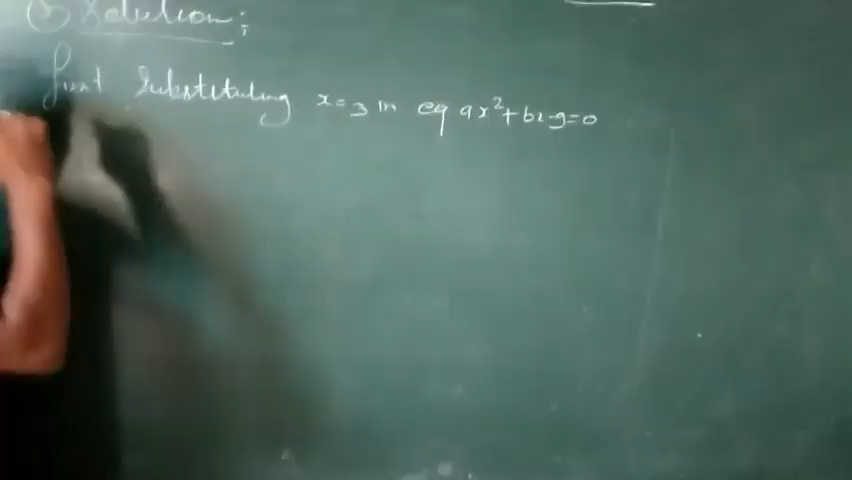 Solution:
first Substituting x=3 in eq ax²+bx-9=0